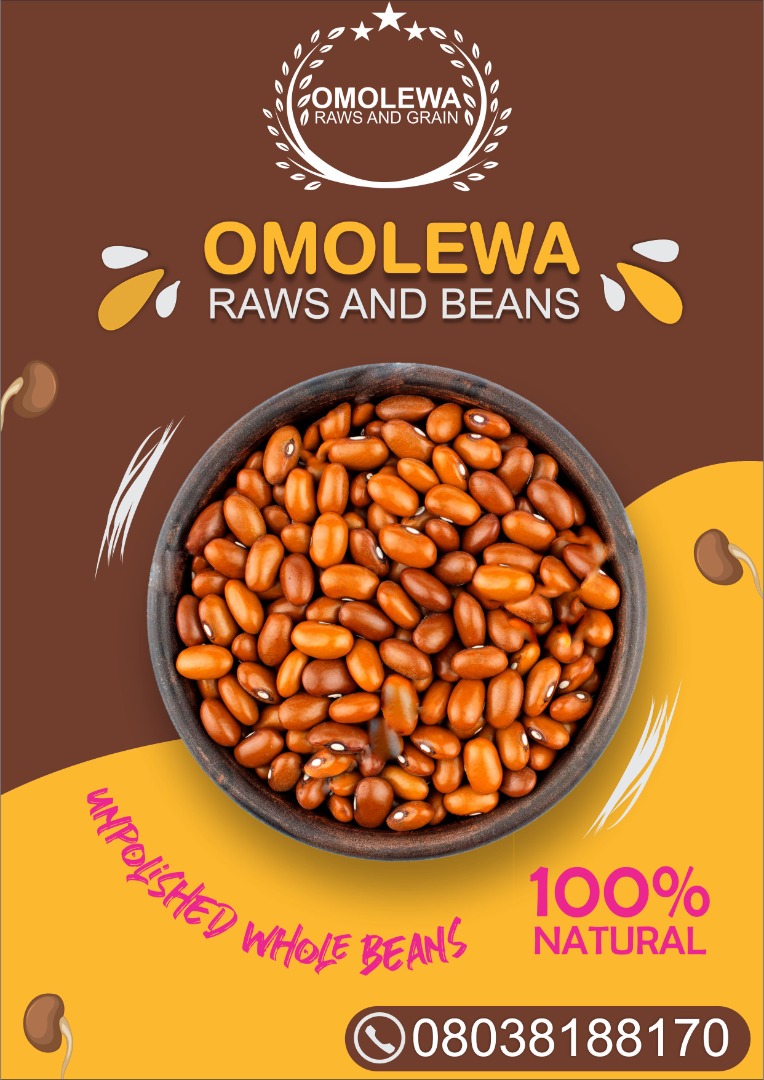 OMOLEWA
RAWS AND GRAIN
OMOLEWA
RAWS AND BEANS
UNPOLISHED WHOLE BEANS
100%
NATURAL
08038188170